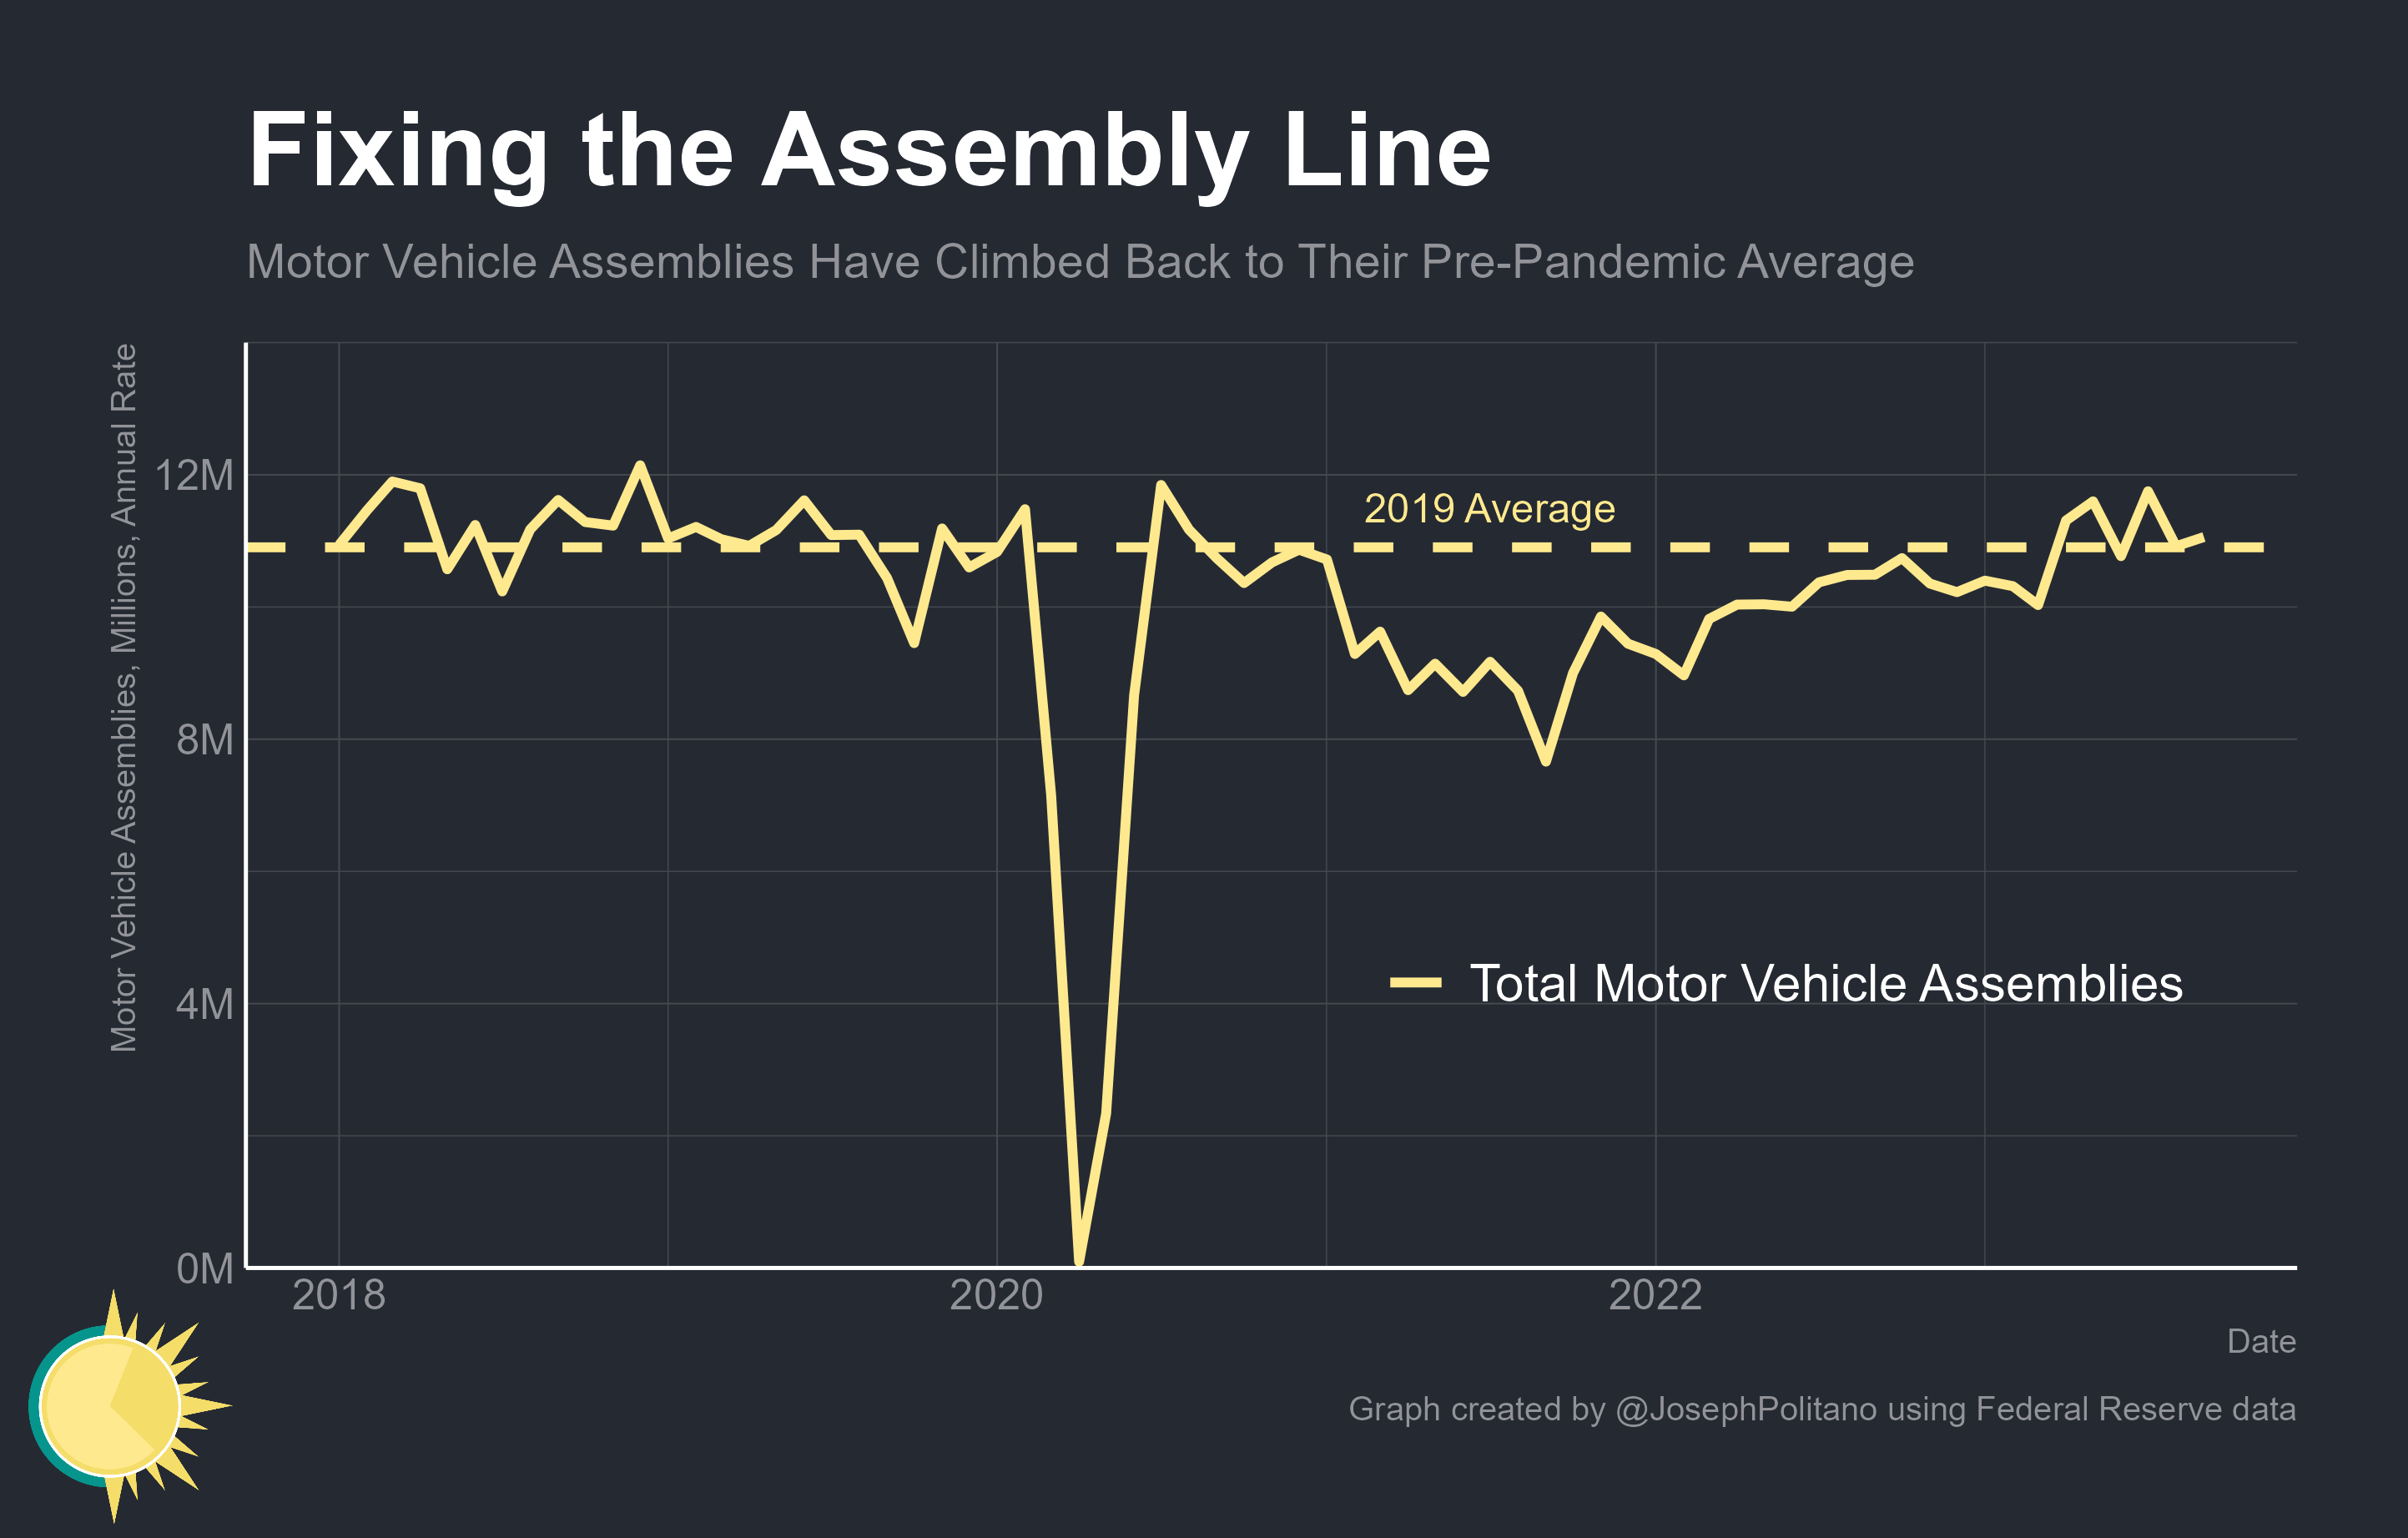 Fixing the Assembly Line
Motor Vehicle Assemblies Have Climbed Back to Their Pre-Pandemic Average
Motor Vehicle Assemblies, Millions, Annual Rate
12M
8M
4M
0M
2019 Average
Total Motor Vehicle Assemblies
2018
2020
2022
Date
Graph created by @JosephPolitano using Federal Reserve data